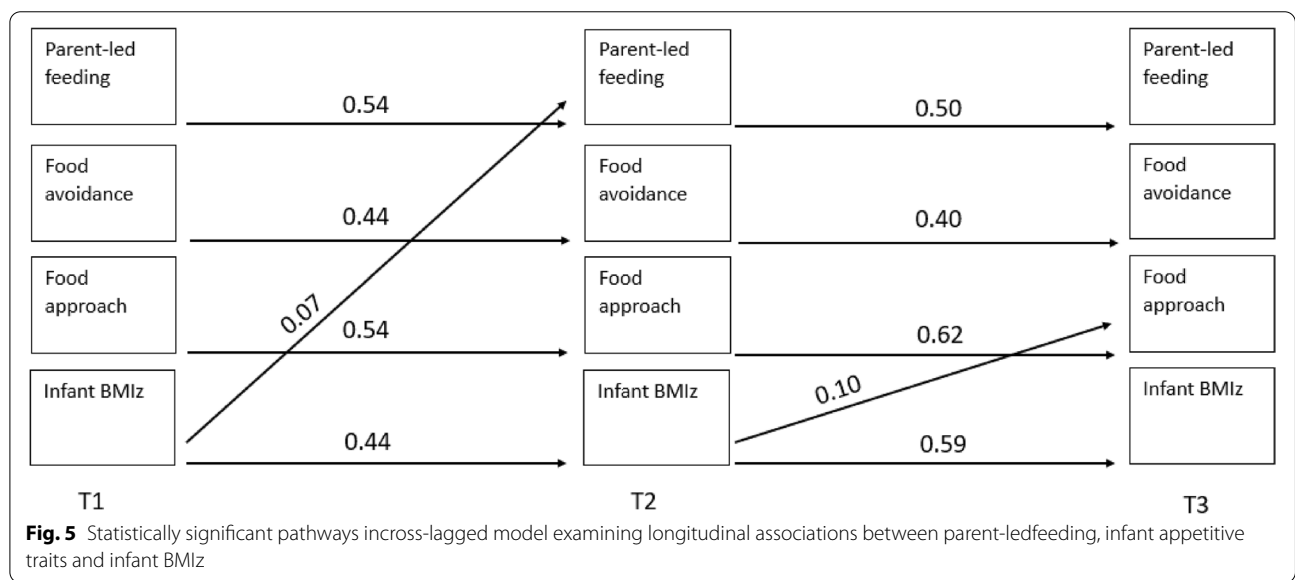 Parent-led Parent-led Parent-led
feeding feeding feeding
0.54 0.50
Food Food Food
avoidance avoidance avoidance
0.44 0.40
Food Food Food
approach approach approach
0.07
0.54 0.62
Infant BMIz Infant BMIz Infant BMIz
0.10
0.44 0.59
T1 T2 T3
Fig. 5 Statistically significant pathways incross-lagged model examining longitudinal associations between parent-ledfeeding, infant appetitive
traits and infant BMIz